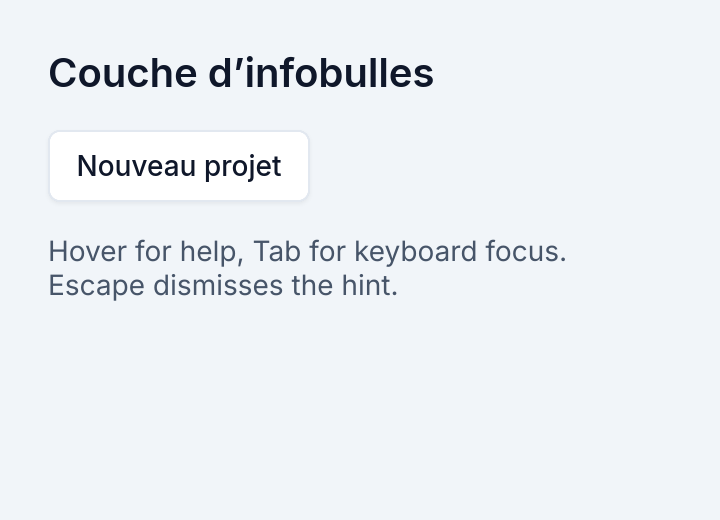 Couche d’infobulles
Nouveau projet
Hover for help, Tab for keyboard focus.
Escape dismisses the hint.